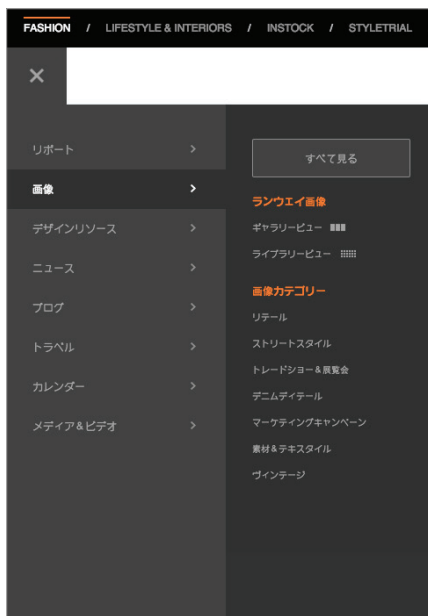 FASHION / LIFESTYLE & INTERIORS / INSTOCK / STYLETRIAL
×
リポート >
画像 >
デザインリソース >
ニュース >
ブログ >
トラベル >
カレンダー >
メディア&ビデオ >
すべて見る
ランウエイ画像
ギャラリービュー
ライブラリービュー
画像カテゴリー
リテール
ストリートスタイル
トレードショー&展覧会
デニムディテール
マーケティングキャンペーン
素材&テキスタイル
ヴィンテージ